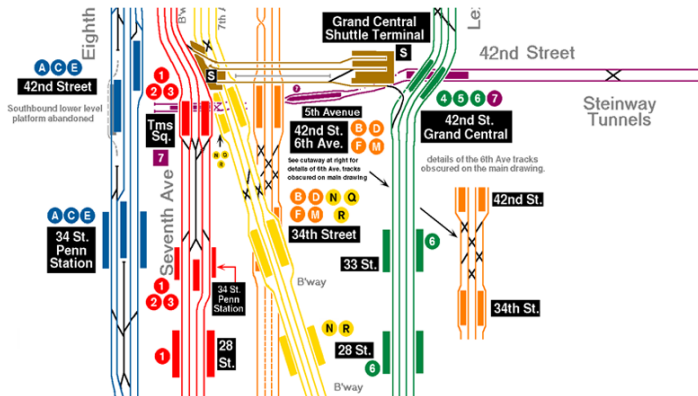 Eighth
B'w
7th A
Grand Central
Shuttle Terminal
S
Le
42nd Street
A C E
42nd Street
Southbound lower level
platform abandoned
1
2 3
S
7
Tms
Sq.
7
5th Avenue
42nd St.
6th Ave.
B D
F M
4 5 6 7
42nd St.
Grand Central
Steinway
Tunnels
N Q
R
See cutaway at right for
details of 6th Ave. tracks
obscured on main drawing
details of the 6th Ave tracks
obscured on the main drawing.
Seventh Ave
A C E
34 St.
Penn
Station
B D N Q
F M R
34th Street
42nd St.
6
33 St.
34th St.
1
2 3
34 St.
Penn
Station
B'way
1
28
St.
N R
28 St.
6
B'way